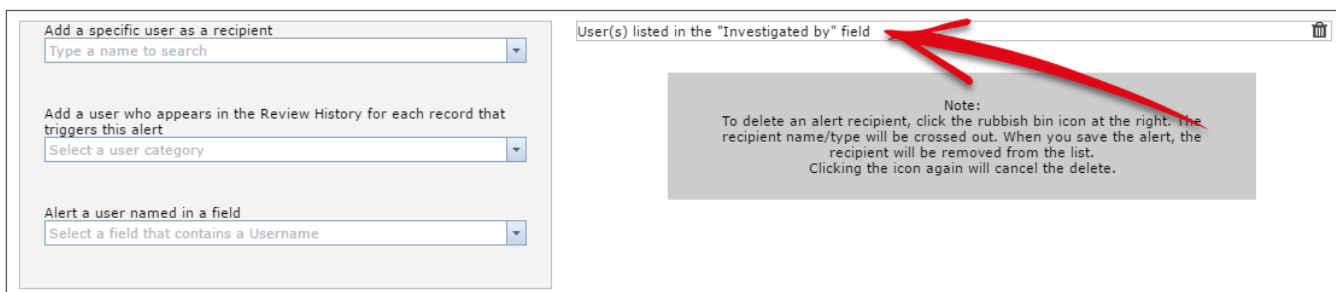 Add a specific user as a recipient
Type a name to search
Add a user who appears in the Review History for each record that
triggers this alert
Select a user category
Alert a user named in a field
Select a field that contains a Username
User(s) listed in the "Investigated by" field
Note:
To delete an alert recipient, click the rubbish bin icon at the right. The
recipient name/type will be crossed out. When you save the alert, the
recipient will be removed from the list.
Clicking the icon again will cancel the delete.